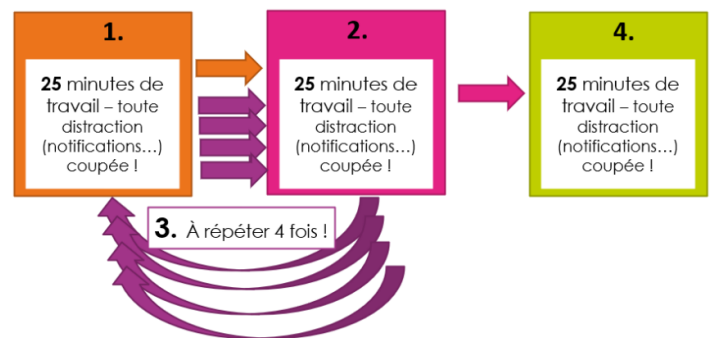 1.
25 minutes de
travail – toute
distraction
(notifications...)
coupée !
2.
25 minutes de
travail – toute
distraction
(notifications...)
coupée !
3. À répéter 4 fois !
4.
25 minutes de
travail – toute
distraction
(notifications...)
coupée !